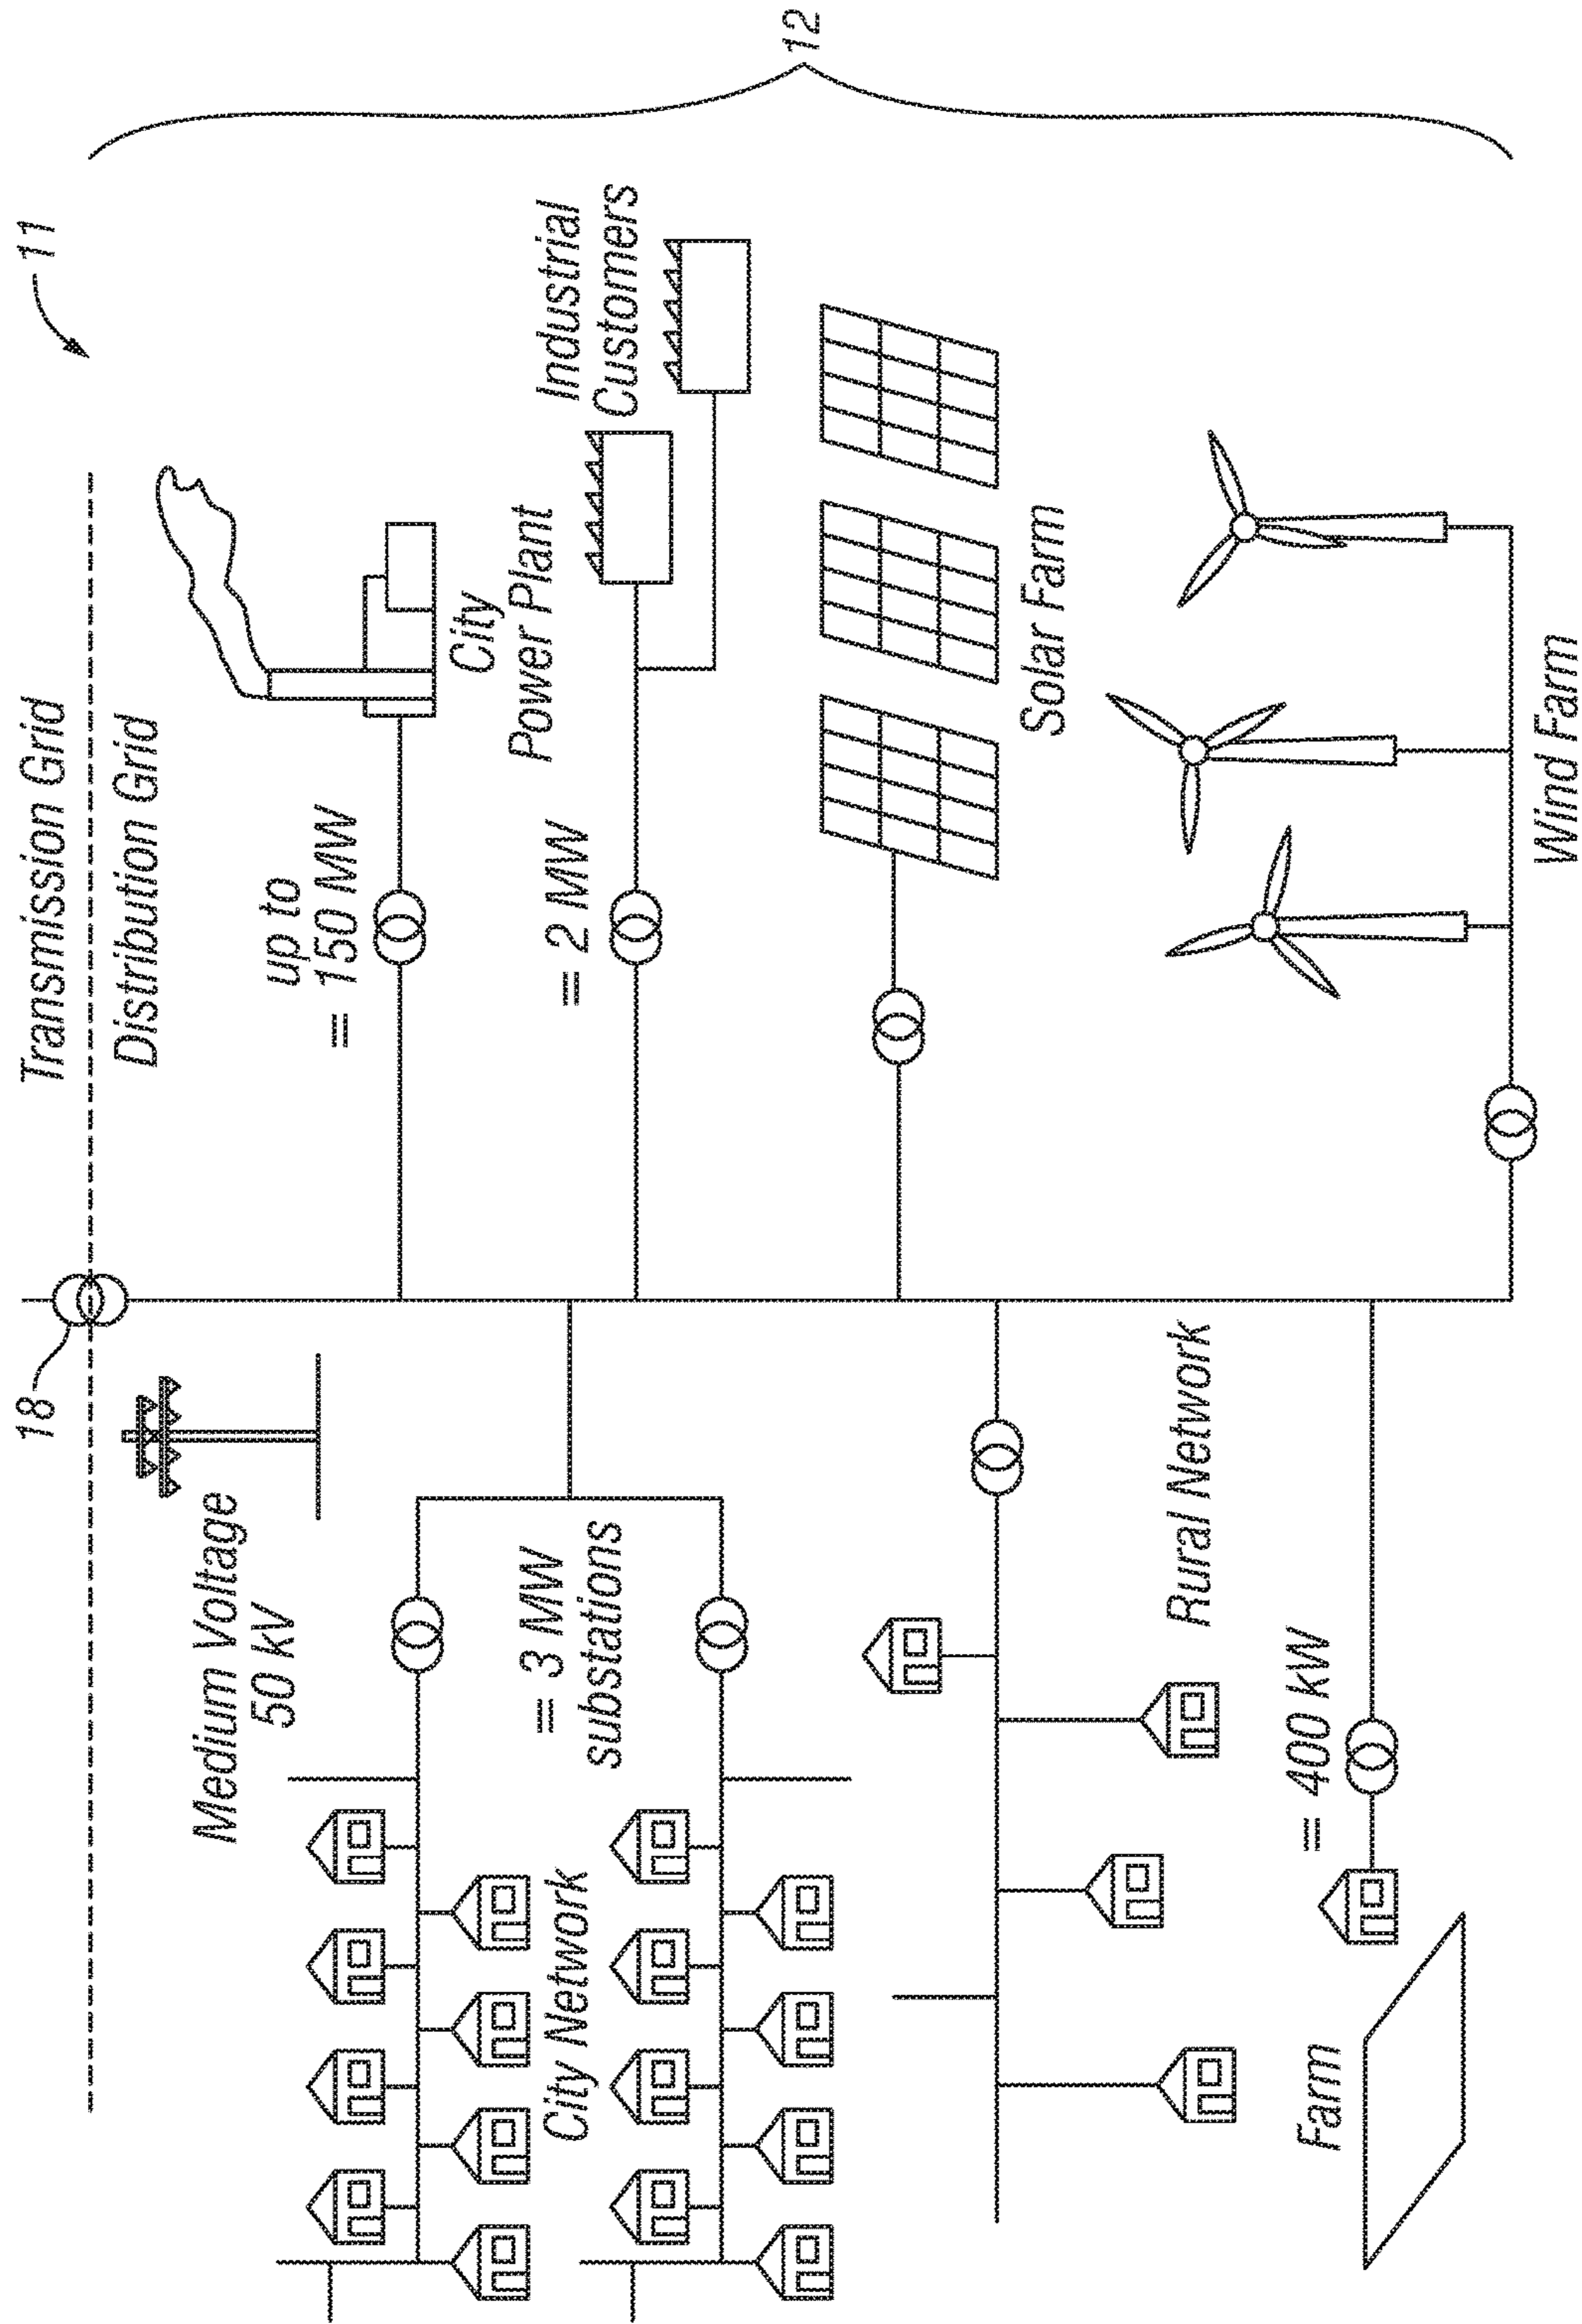 11
Transmission Grid
Distribution Grid
18
12
Medium Voltage
50 kV
up to
= 150 MW
City
Power Plant
= 3 MW
substations
City Network
= 2 MW
Industrial
Customers
Solar Farm
Rural Network
= 400 kW
Farm
Wind Farm